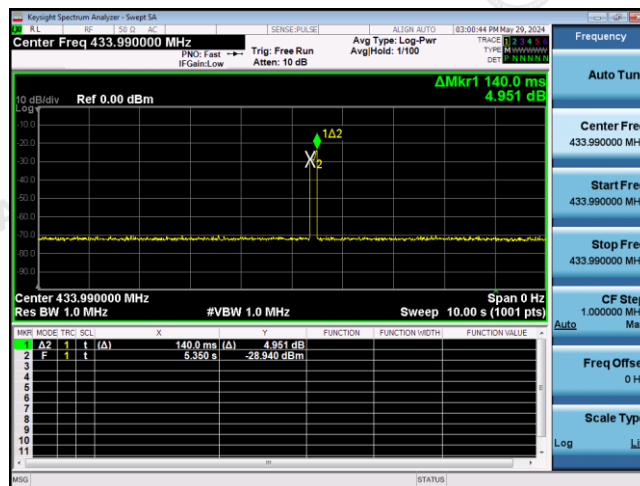 Keysight Spectrum Analyzer - Swept SA
RL RF 50 Ω AC SENSE:PULSE ALIGN AUTO 03:00:44 PM May 29, 2024
Center Freq 433.990000 MHz
PNO: Fast
IFGain:Low
Trig: Free Run
Atten: 10 dB
Avg Type: Log-Pwr
Avg|Hold: 1/100
TRACE 1 2 3 4 5 6
TYPE M W W W W W
DET P N N N N N
Frequency
ΔMkr1 140.0 ms
4.951 dB
10 dB/div Ref 0.00 dBm
Log
-10.0
-20.0
-30.0
-40.0
-50.0
-60.0
-70.0
-80.0
-90.0
1Δ2
X2
Center 433.990000 MHz Span 0 Hz
Res BW 1.0 MHz #VBW 1.0 MHz Sweep 10.00 s (1001 pts)
MKR MODE TRC SCL X Y FUNCTION FUNCTION WIDTH FUNCTION VALUE
1 Δ2 1 t (Δ) 140.0 ms (Δ) 4.951 dB
2 F 1 t 5.350 s -28.940 dBm
3
4
5
6
7
8
9
10
11
MSG STATUS
Auto Tun
Center Fre
433.990000 MH
Start Fre
433.990000 MH
Stop Fre
433.990000 MH
CF Ste
1.000000 MH
Auto Ma
Freq Offse
0 H
Scale Typ
Log Li